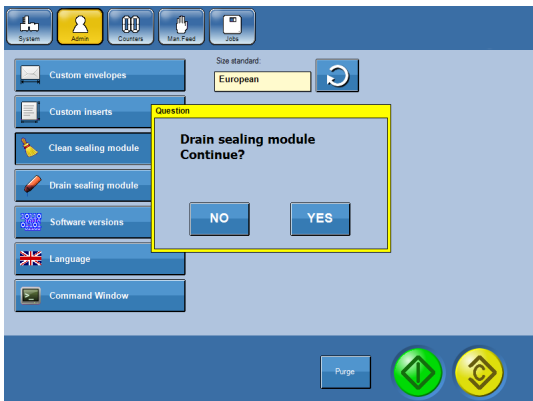 System
Admin
Counters
Man.Feed
Jobs
Custom envelopes
Size standard:
European
Custom inserts
Question
Drain sealing module
Continue?
NO
YES
Clean sealing module
Drain sealing module
Software versions
Language
Command Window
Purge
C